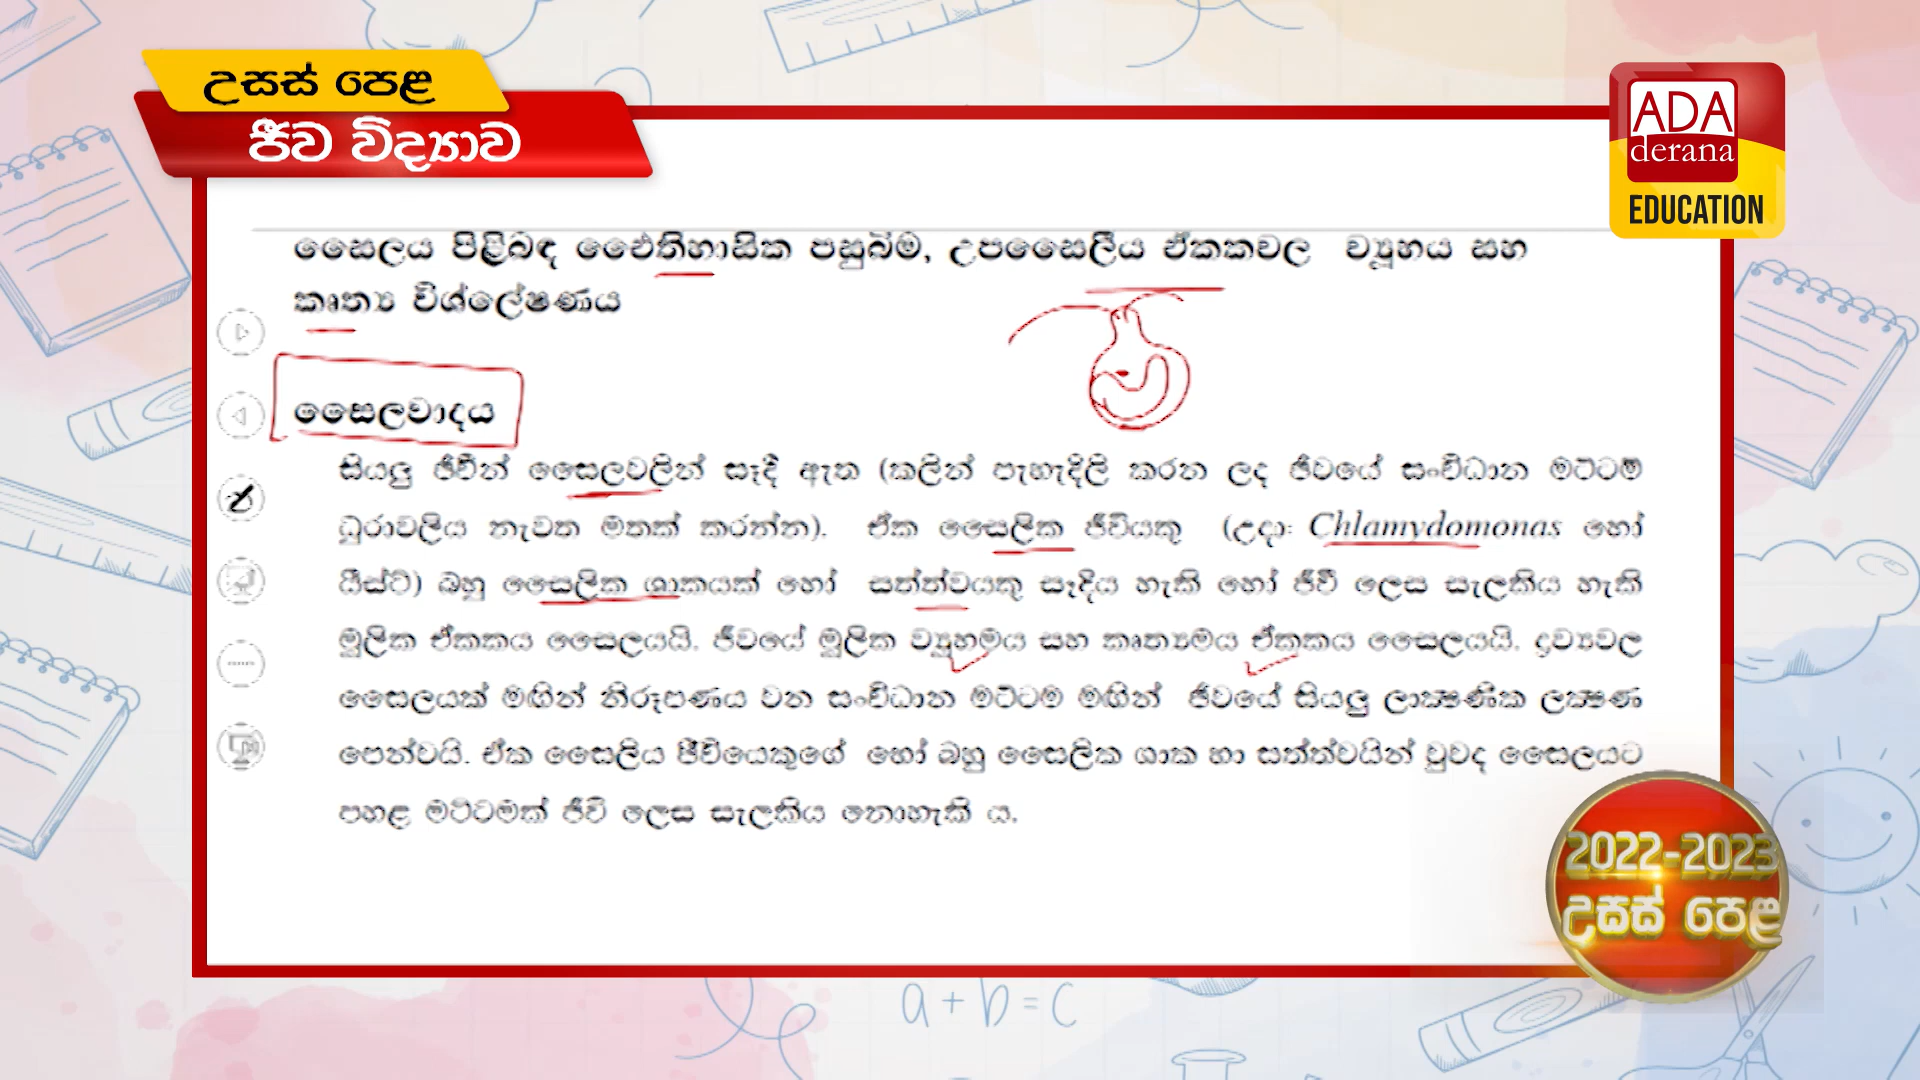 උසස් පෙළ
ජීව විද්‍යාව
ADA
derana
EDUCATION
සෛලය පිළිබඳ ඓතිහාසික පසුබිම, උපසෛලීය ඒකකවල ව්‍යුහය සහ
කෘත්‍ය විශ්ලේෂණය
සෛලවාදය
සියලු ජීවීන් සෛලවලින් සෑදී ඇත (කලින් පැහැදිලි කරන ලද ජීවයේ සංවිධාන මට්ටම්
ධුරාවලිය නැවත මතක් කරන්න). ඒක සෛලික ජීවියකු (උදා: Chlamydomonas හෝ
යීස්ට්) බහු සෛලික ශාකයක් හෝ සත්ත්වයකු සෑදිය හැකි හෝ ජීවී ලෙස සැලකිය හැකි
මූලික ඒකකය සෛලයයි. ජීවයේ මූලික ව්‍යුහමය සහ කෘත්‍යමය ඒකකය සෛලයයි. ද්‍රව්‍යවල
සෛලයක් මඟින් නිරූපණය වන සංවිධාන මට්ටම මඟින් ජීවයේ සියලු ලාක්‍ෂණික ලක්‍ෂණ
පෙන්වයි. ඒක සෛලිය ජීවියෙකුගේ හෝ බහු සෛලික ශාක හා සත්ත්වයින් වුවද සෛලයට
පහළ මට්ටමක් ජීවි ලෙස සැලකිය නොහැකි ය.
2022-2023
උසස් පෙළ
a + b = c